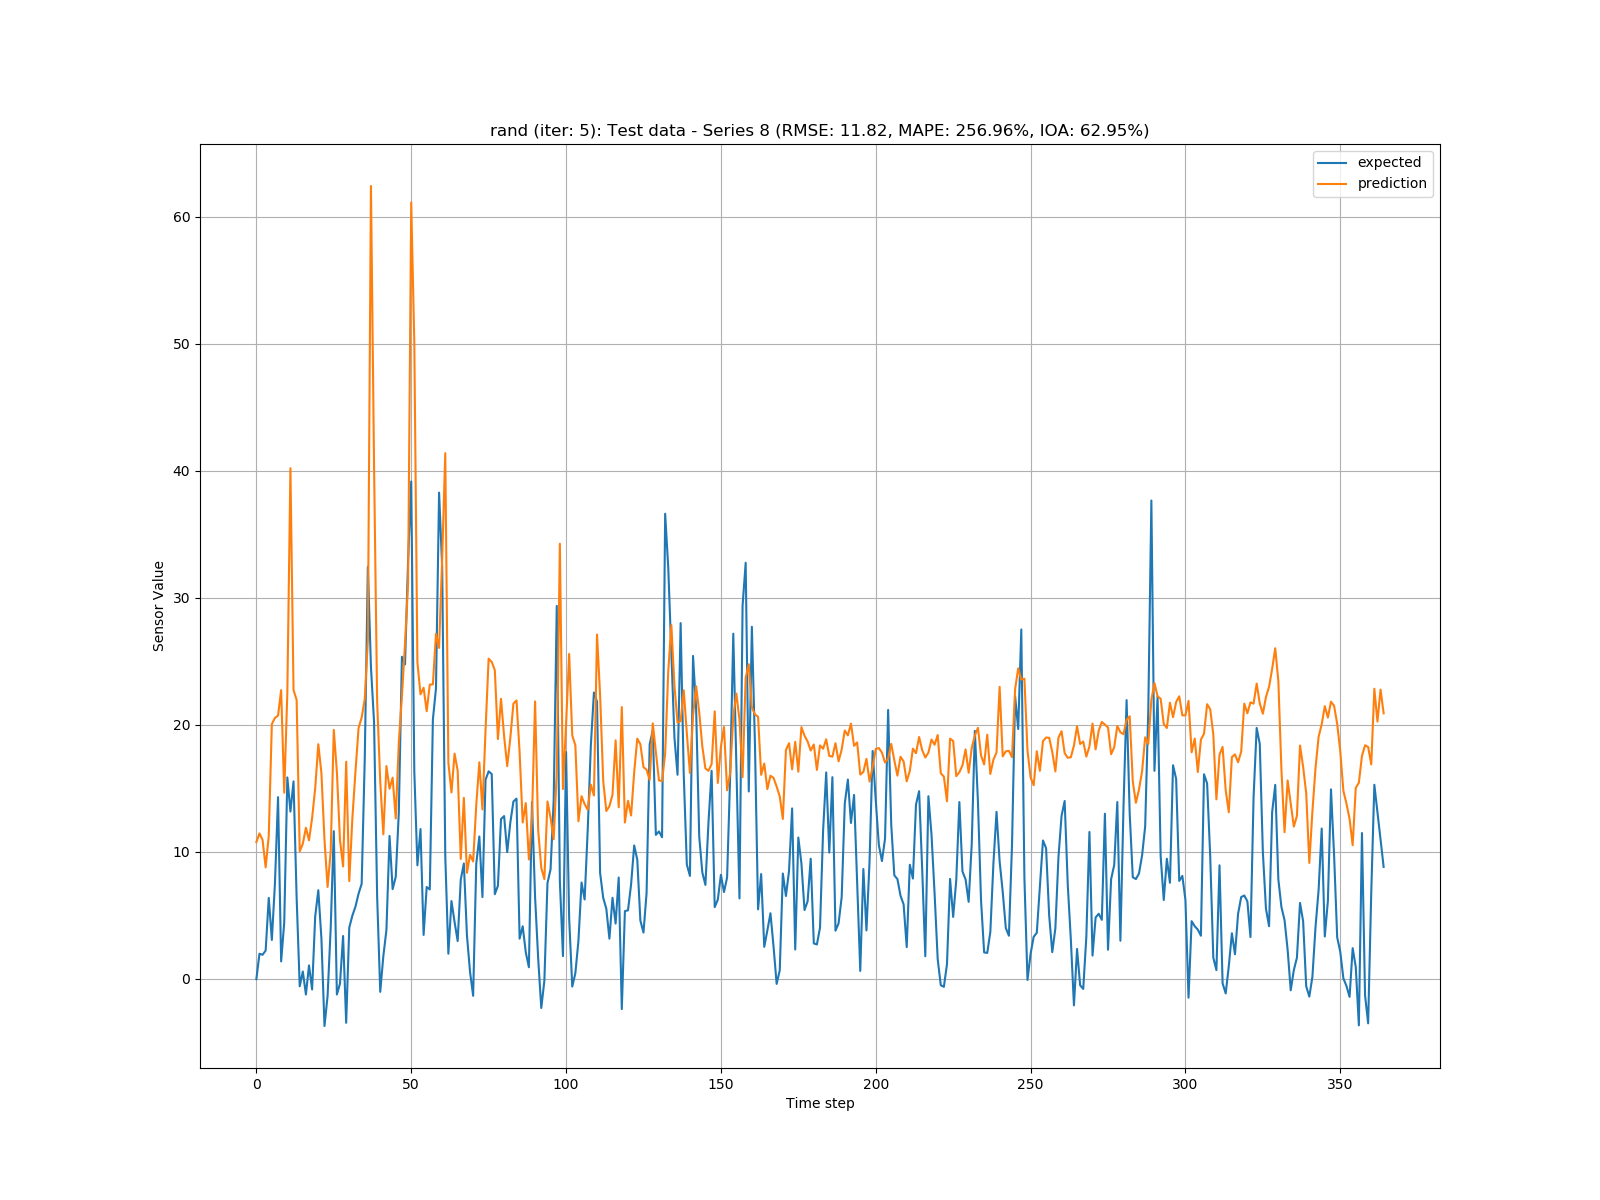 rand (iter: 5): Test data - Series 8 (RMSE: 11.82, MAPE: 256.96%, IOA: 62.95%)
expected
prediction
60
50
40
30
20
10
0
Sensor Value
0 50 100 150 200 250 300 350
Time step